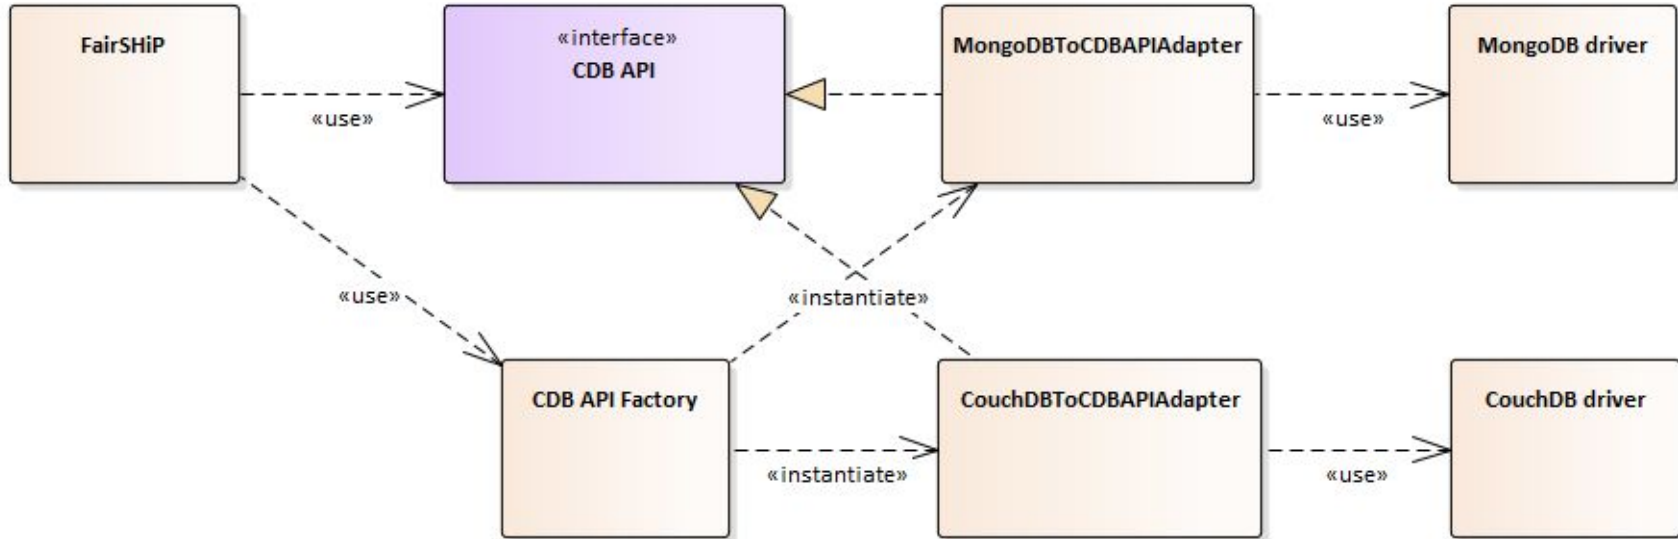 FairSHiP
«interface»
CDB API
MongoDBToCDBAPIAdapter
MongoDB driver
«use»
«use»
«use»
«instantiate»
CDB API Factory
CouchDBToCDBAPIAdapter
CouchDB driver
«instantiate»
«use»